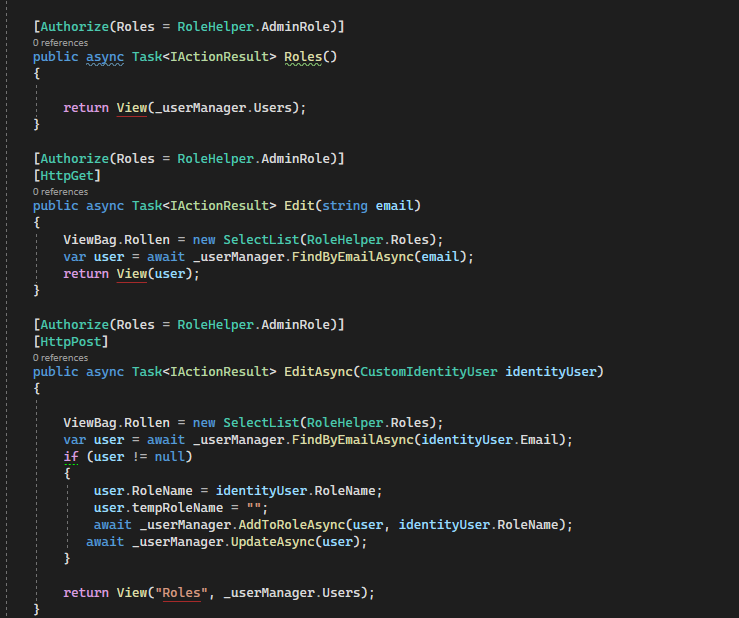 [Authorize(Roles = RoleHelper.AdminRole)]
0 references
public async Task<IActionResult> Roles()
{
return View(_userManager.Users);
}
[Authorize(Roles = RoleHelper.AdminRole)]
[HttpGet]
0 references
public async Task<IActionResult> Edit(string email)
{
ViewBag.Rollen = new SelectList(RoleHelper.Roles);
var user = await _userManager.FindByEmailAsync(email);
return View(user);
}
[Authorize(Roles = RoleHelper.AdminRole)]
[HttpPost]
0 references
public async Task<IActionResult> EditAsync(CustomIdentityUser identityUser)
{
ViewBag.Rollen = new SelectList(RoleHelper.Roles);
var user = await _userManager.FindByEmailAsync(identityUser.Email);
if (user != null)
{
user.RoleName = identityUser.RoleName;
user.tempRoleName = "";
await _userManager.AddToRoleAsync(user, identityUser.RoleName);
await _userManager.UpdateAsync(user);
}
return View("Roles", _userManager.Users);
}